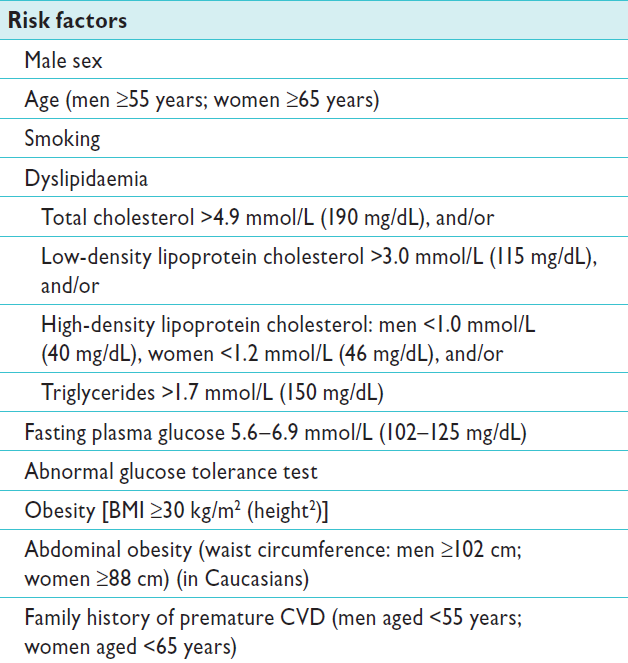 Risk factors
Male sex
Age (men ≥55 years; women ≥65 years)
Smoking
Dyslipidaemia
Total cholesterol >4.9 mmol/L (190 mg/dL), and/or
Low-density lipoprotein cholesterol >3.0 mmol/L (115 mg/dL),
and/or
High-density lipoprotein cholesterol: men <1.0 mmol/L
(40 mg/dL), women <1.2 mmol/L (46 mg/dL), and/or
Triglycerides >1.7 mmol/L (150 mg/dL)
Fasting plasma glucose 5.6–6.9 mmol/L (102–125 mg/dL)
Abnormal glucose tolerance test
Obesity [BMI ≥30 kg/m² (height²)]
Abdominal obesity (waist circumference: men ≥102 cm;
women ≥88 cm) (in Caucasians)
Family history of premature CVD (men aged <55 years;
women aged <65 years)